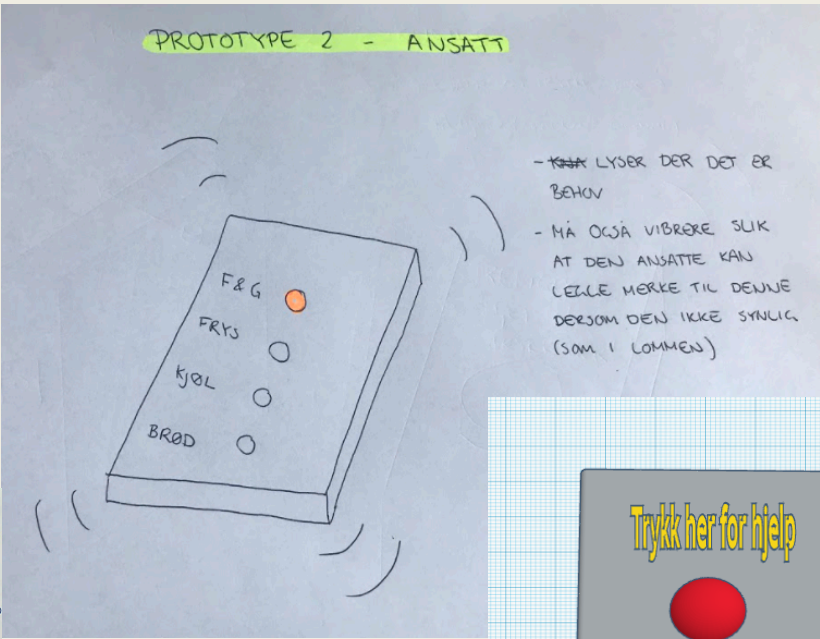 PROTOTYPE 2 - ANSATT
- LYSER DER DET ER
BEHOV
- MÅ OGSÅ VIBRERE SLIK
AT DEN ANSATTE KAN
LEGGE MERKE TIL DENNE
DERSOM DEN IKKE SYNLIG
(SOM I LOMMEN)
F&G
FRYS
KJØL
BRØD
Trykk her for hjelp